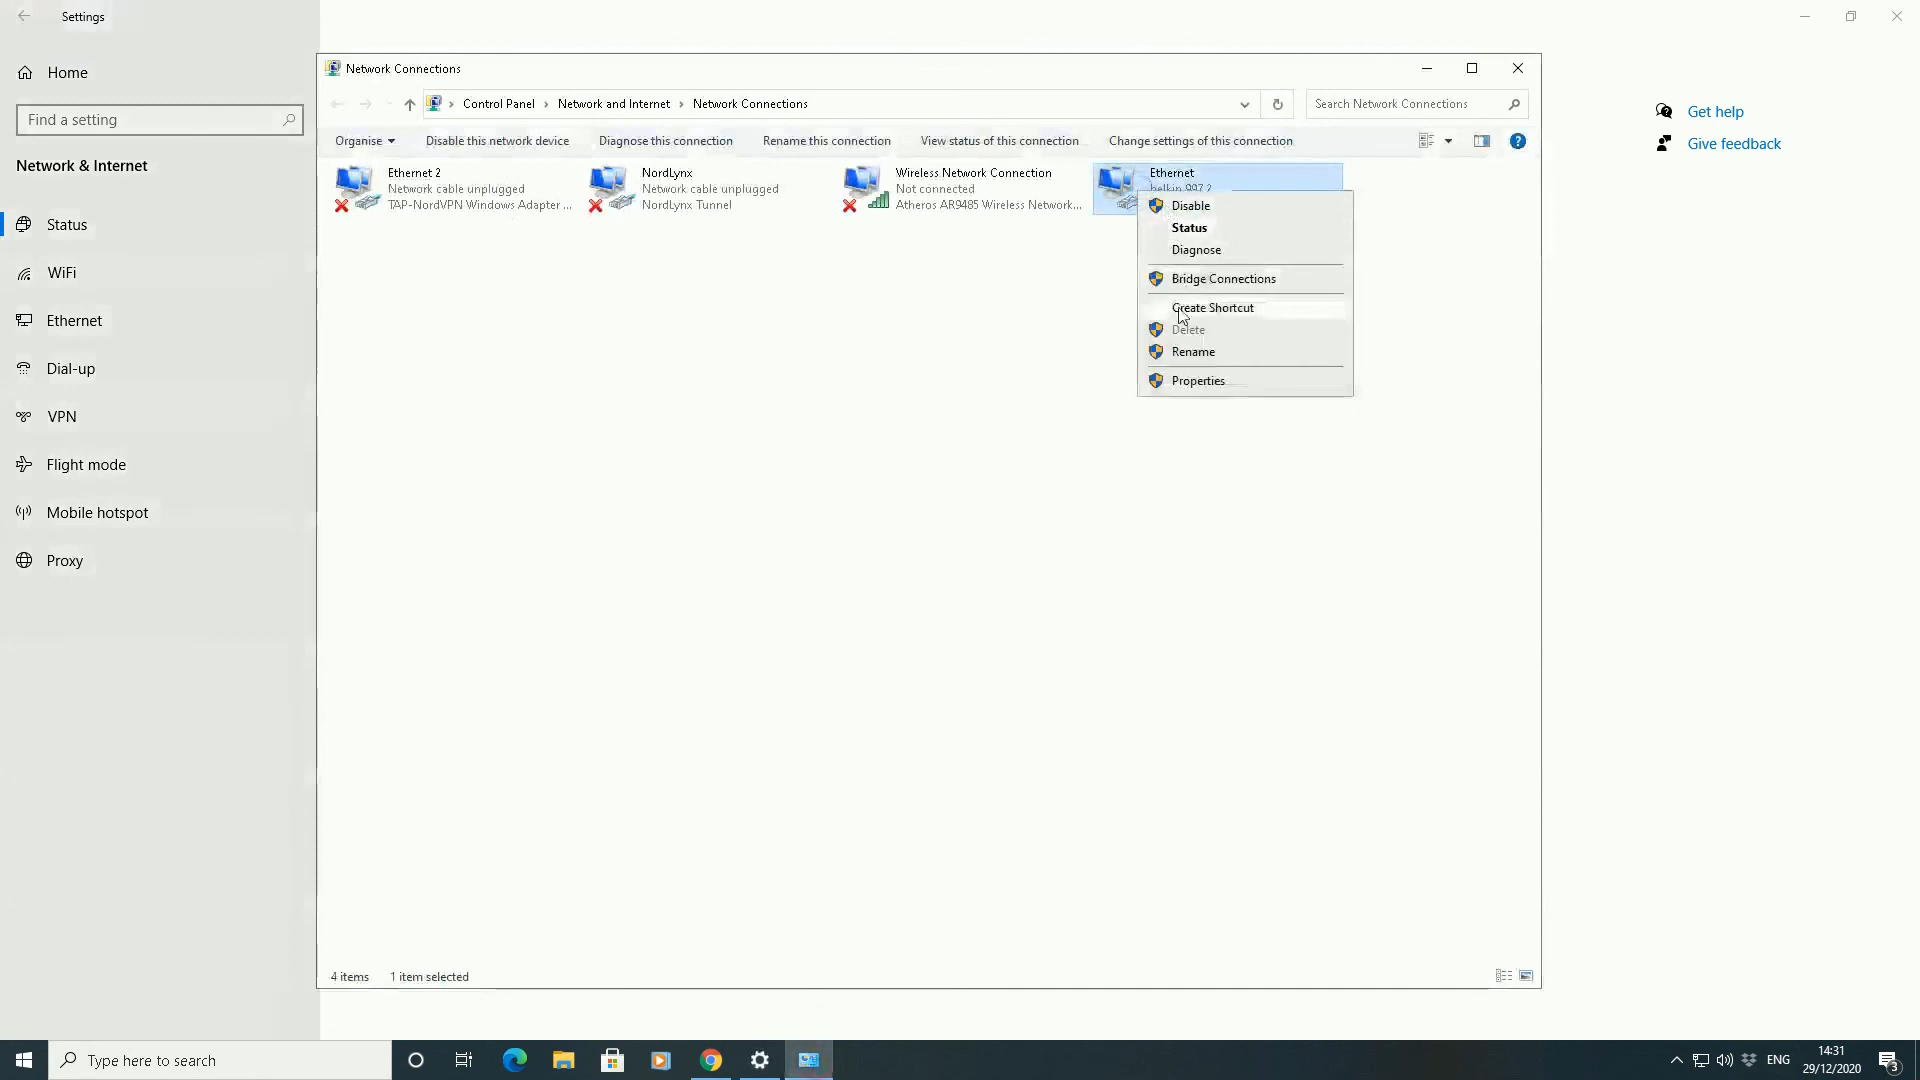 Settings
Home
Find a setting
Network & Internet
Status
WiFi
Ethernet
Dial-up
VPN
Flight mode
Mobile hotspot
Proxy
Network Connections
Control Panel > Network and Internet > Network Connections
Search Network Connections
Organise
Disable this network device
Diagnose this connection
Rename this connection
View status of this connection
Change settings of this connection
Ethernet 2
Network cable unplugged
TAP-NordVPN Windows Adapter ...
NordLynx
Network cable unplugged
NordLynx Tunnel
Wireless Network Connection
Not connected
Atheros AR9485 Wireless Network...
Ethernet
belkin.997 2
Disable
Status
Diagnose
Bridge Connections
Create Shortcut
Delete
Rename
Properties
4 items
1 item selected
Get help
Give feedback
Type here to search
ENG
14:31
29/12/2020
3